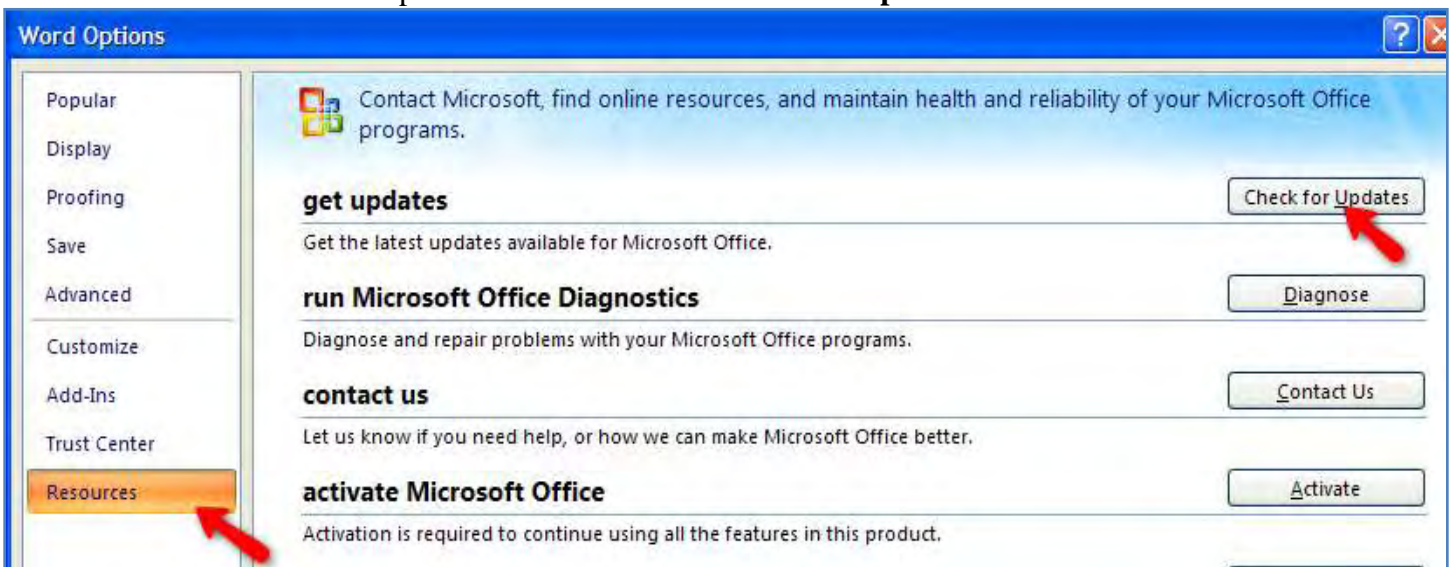 Word Options
?
Popular
Display
Proofing
Save
Advanced
Customize
Add-Ins
Trust Center
Resources
Contact Microsoft, find online resources, and maintain health and reliability of your Microsoft Office
programs.
get updates
Check for Updates
Get the latest updates available for Microsoft Office.
run Microsoft Office Diagnostics
Diagnose
Diagnose and repair problems with your Microsoft Office programs.
contact us
Contact Us
Let us know if you need help, or how we can make Microsoft Office better.
activate Microsoft Office
Activate
Activation is required to continue using all the features in this product.